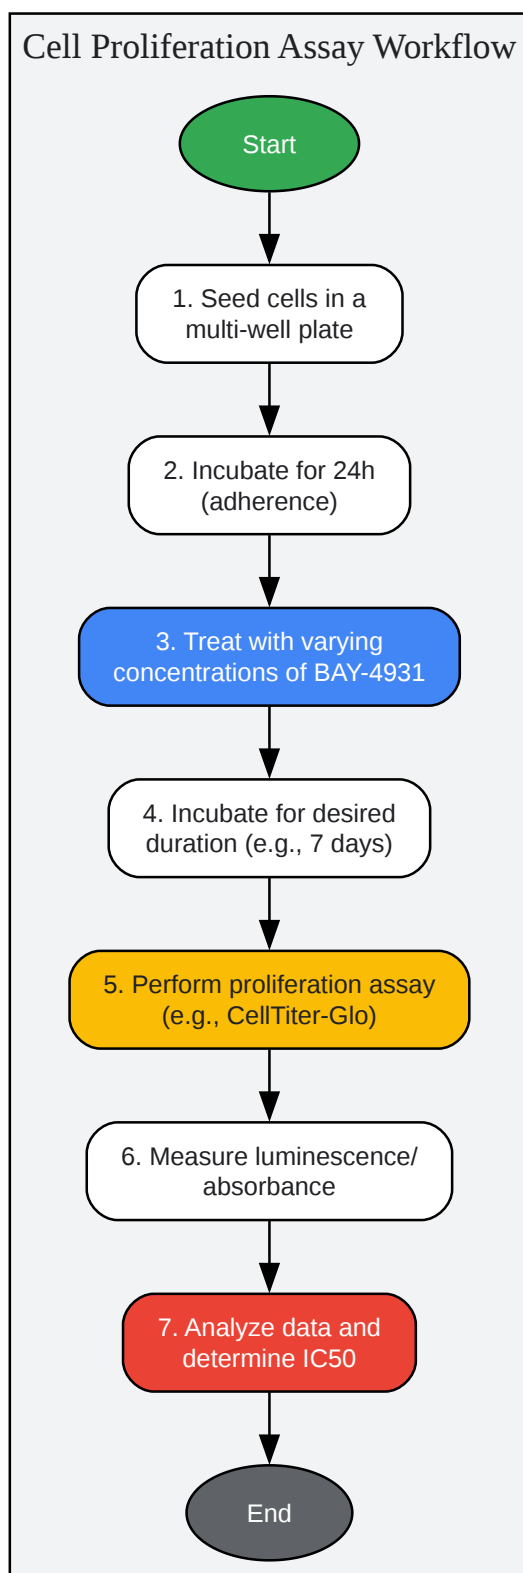 Cell Proliferation Assay Workflow
Start
1. Seed cells in a
multi-well plate
2. Incubate for 24h
(adherence)
3. Treat with varying
concentrations of BAY-4931
4. Incubate for desired
duration (e.g., 7 days)
5. Perform proliferation assay
(e.g., CellTiter-Glo)
6. Measure luminescence/
absorbance
7. Analyze data and
determine IC50
End